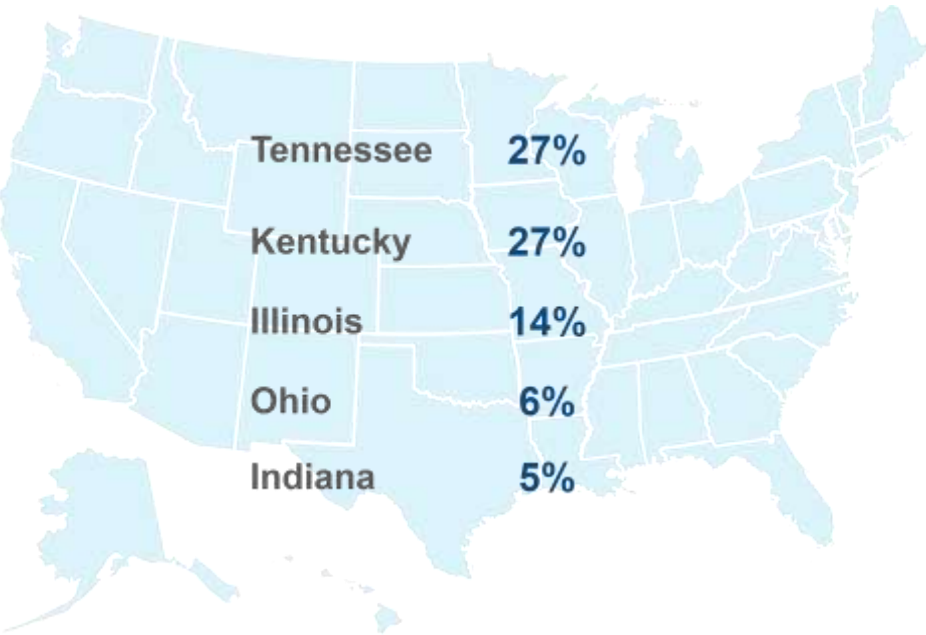 Tennessee 27%
Kentucky 27%
Illinois 14%
Ohio 6%
Indiana 5%